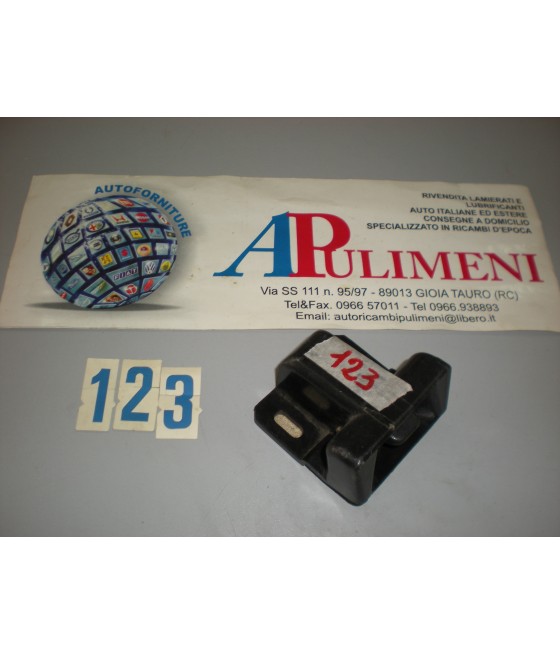 AUTOFORNITURE
RIVENDITA LAMIERATI E
LUBRIFICANTI
AUTO ITALIANE ED ESTERE
CONSEGNE A DOMICILIO
SPECIALIZZATO IN RICAMBI D'EPOCA
APULIMENI
Via SS 111 n. 95/97 - 89013 GIOIA TAURO (RC)
Tel&Fax. 0966 57011 - Tel 0966.938893
Email: autoricambipulimeni@libero.it
123
123